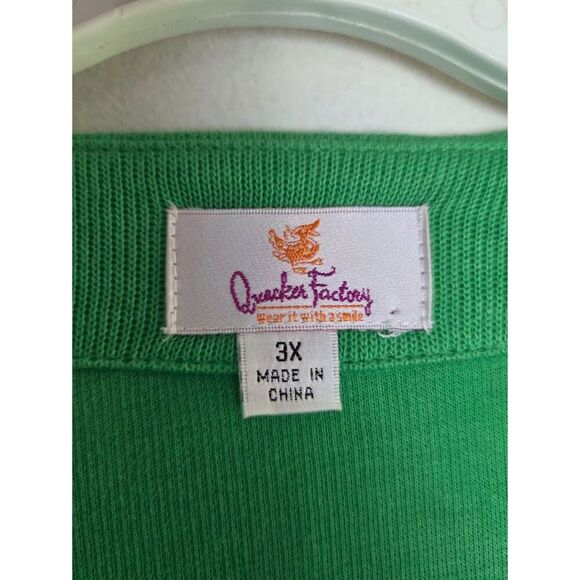 Quacker Factory
Wear it with a smile
3X
MADE IN
CHINA